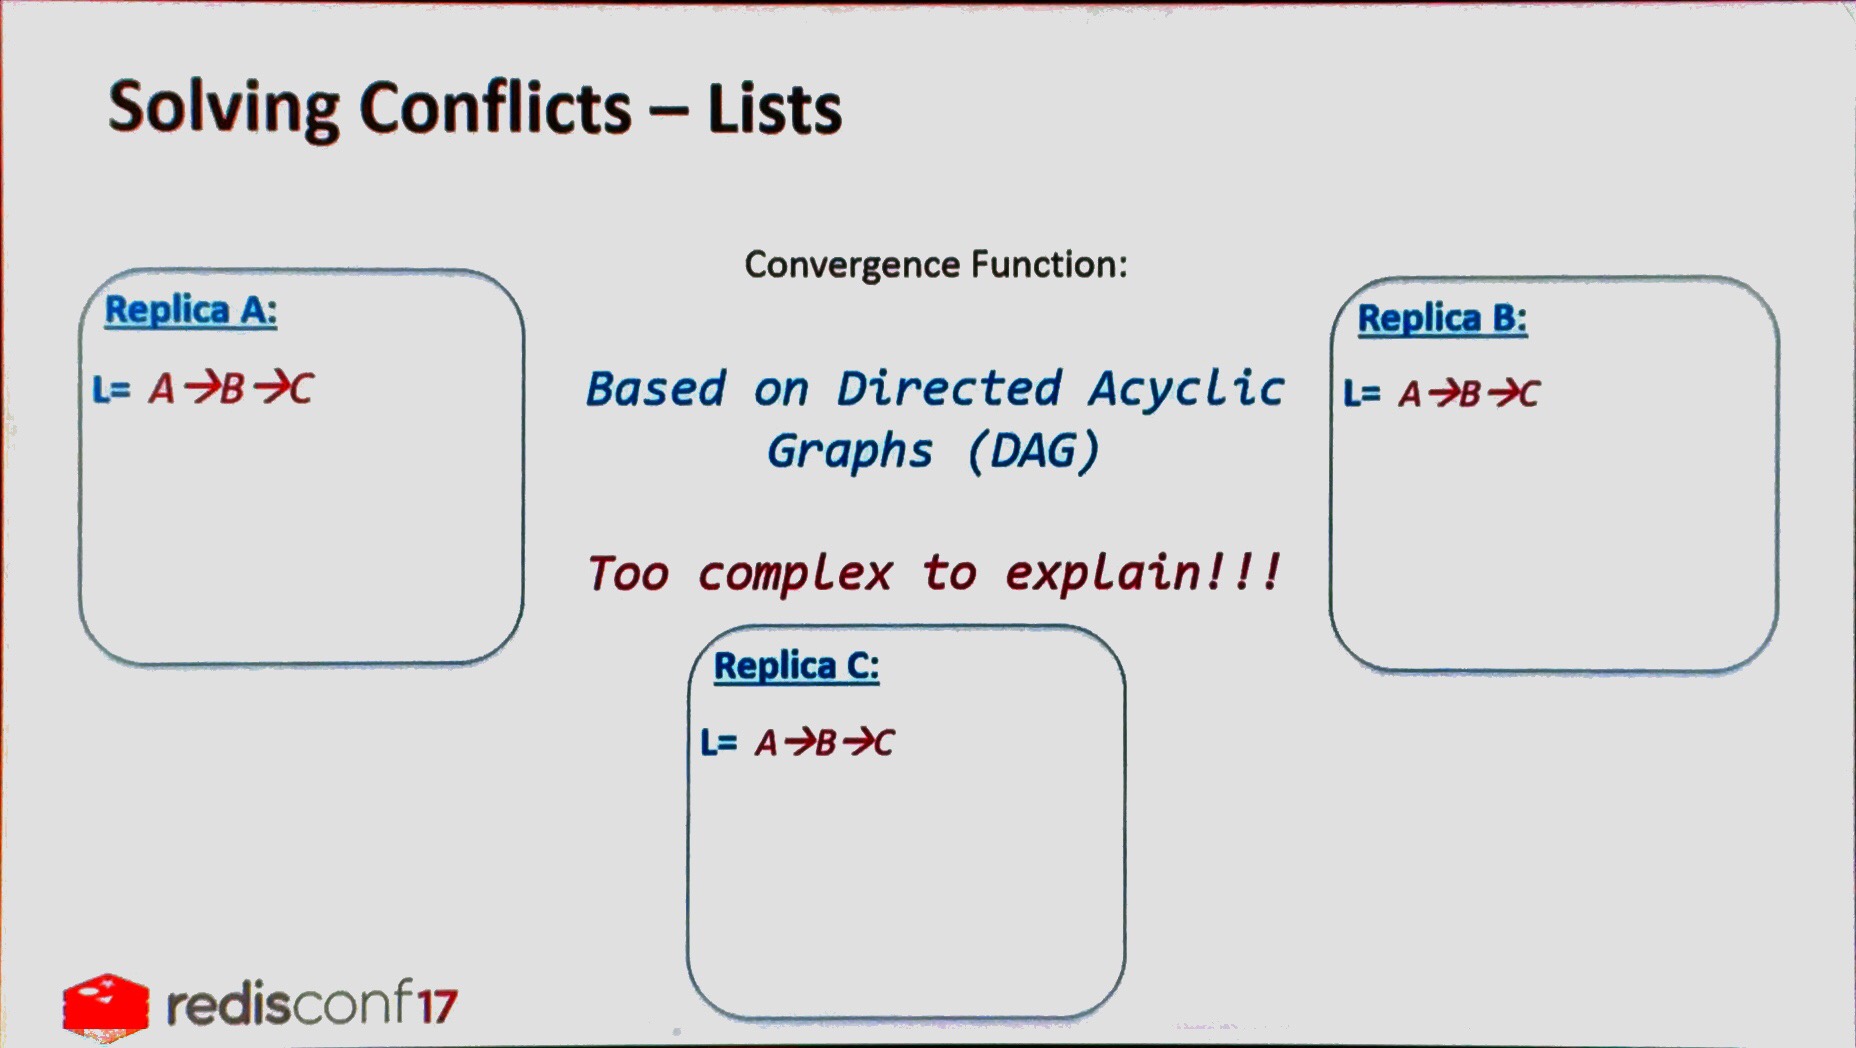 Solving Conflicts – Lists
Convergence Function:
Replica A:
L= A→B→C
Based on Directed Acyclic
Graphs (DAG)
Too complex to explain!!!
Replica B:
L= A→B→C
Replica C:
L= A→B→C
redisconf17